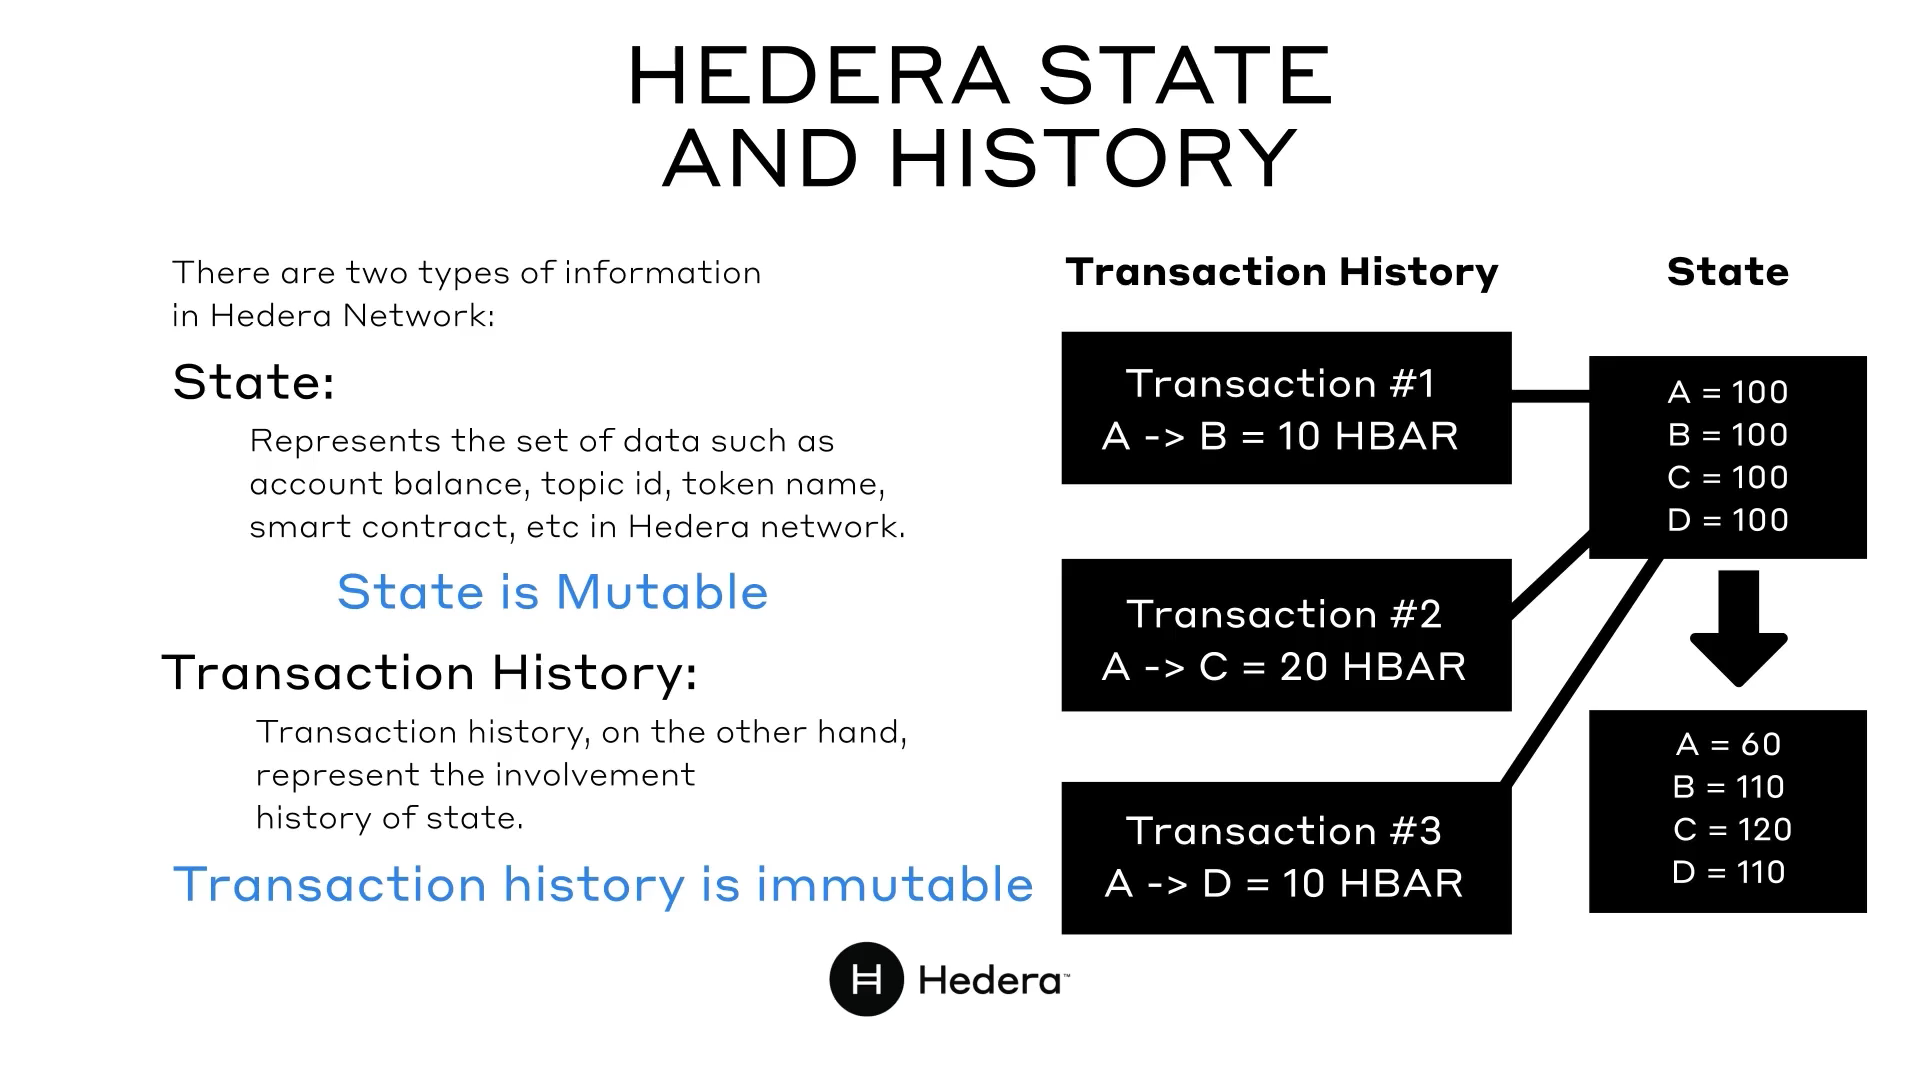 HEDERA STATE
AND HISTORY
There are two types of information
in Hedera Network:
State:
Represents the set of data such as
account balance, topic id, token name,
smart contract, etc in Hedera network.
State is Mutable
Transaction History:
Transaction history, on the other hand,
represent the involvement
history of state.
Transaction history is immutable
Transaction History
Transaction #1
A -> B = 10 HBAR
Transaction #2
A -> C = 20 HBAR
Transaction #3
A -> D = 10 HBAR
State
A = 100
B = 100
C = 100
D = 100
A = 60
B = 110
C = 120
D = 110
H Hedera™